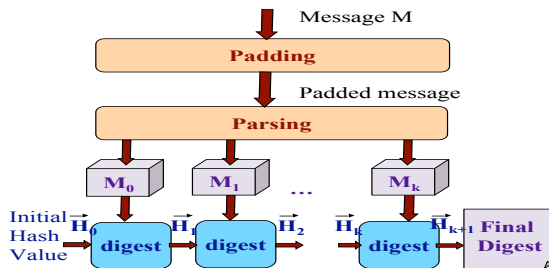 Message M
Padding
Padded message
Parsing
M₀ M₁ ... Mₖ
Initial Hash Value
H₀ digest H₁ digest H₂ Hₖ digest Hₖ₊₁
Final Digest